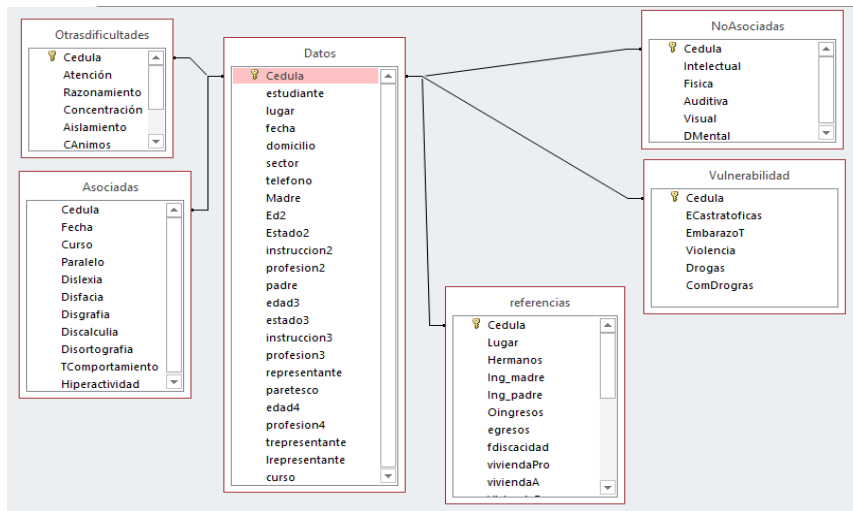 Otrasdificultades
Cedula
Atención
Razonamiento
Concentración
Aislamiento
CAnimos
Asociadas
Cedula
Fecha
Curso
Paralelo
Dislexia
Disfacia
Disgrafia
Discalculia
Disortografia
TComportamiento
Hiperactividad
Datos
Cedula
estudiante
lugar
fecha
domicilio
sector
telefono
Madre
Ed2
Estado2
instruccion2
profesion2
padre
edad3
estado3
instruccion3
profesion3
representante
paretesco
edad4
profesion4
trepresentante
lrepresentante
curso
referencias
Cedula
Lugar
Hermanos
Ing_madre
Ing_padre
Oingresos
egresos
fdiscacidad
viviendaPro
viviendaA
NoAsociadas
Cedula
Intelectual
Fisica
Auditiva
Visual
DMental
Vulnerabilidad
Cedula
ECastratoficas
EmbarazoT
Violencia
Drogas
ComDrogras